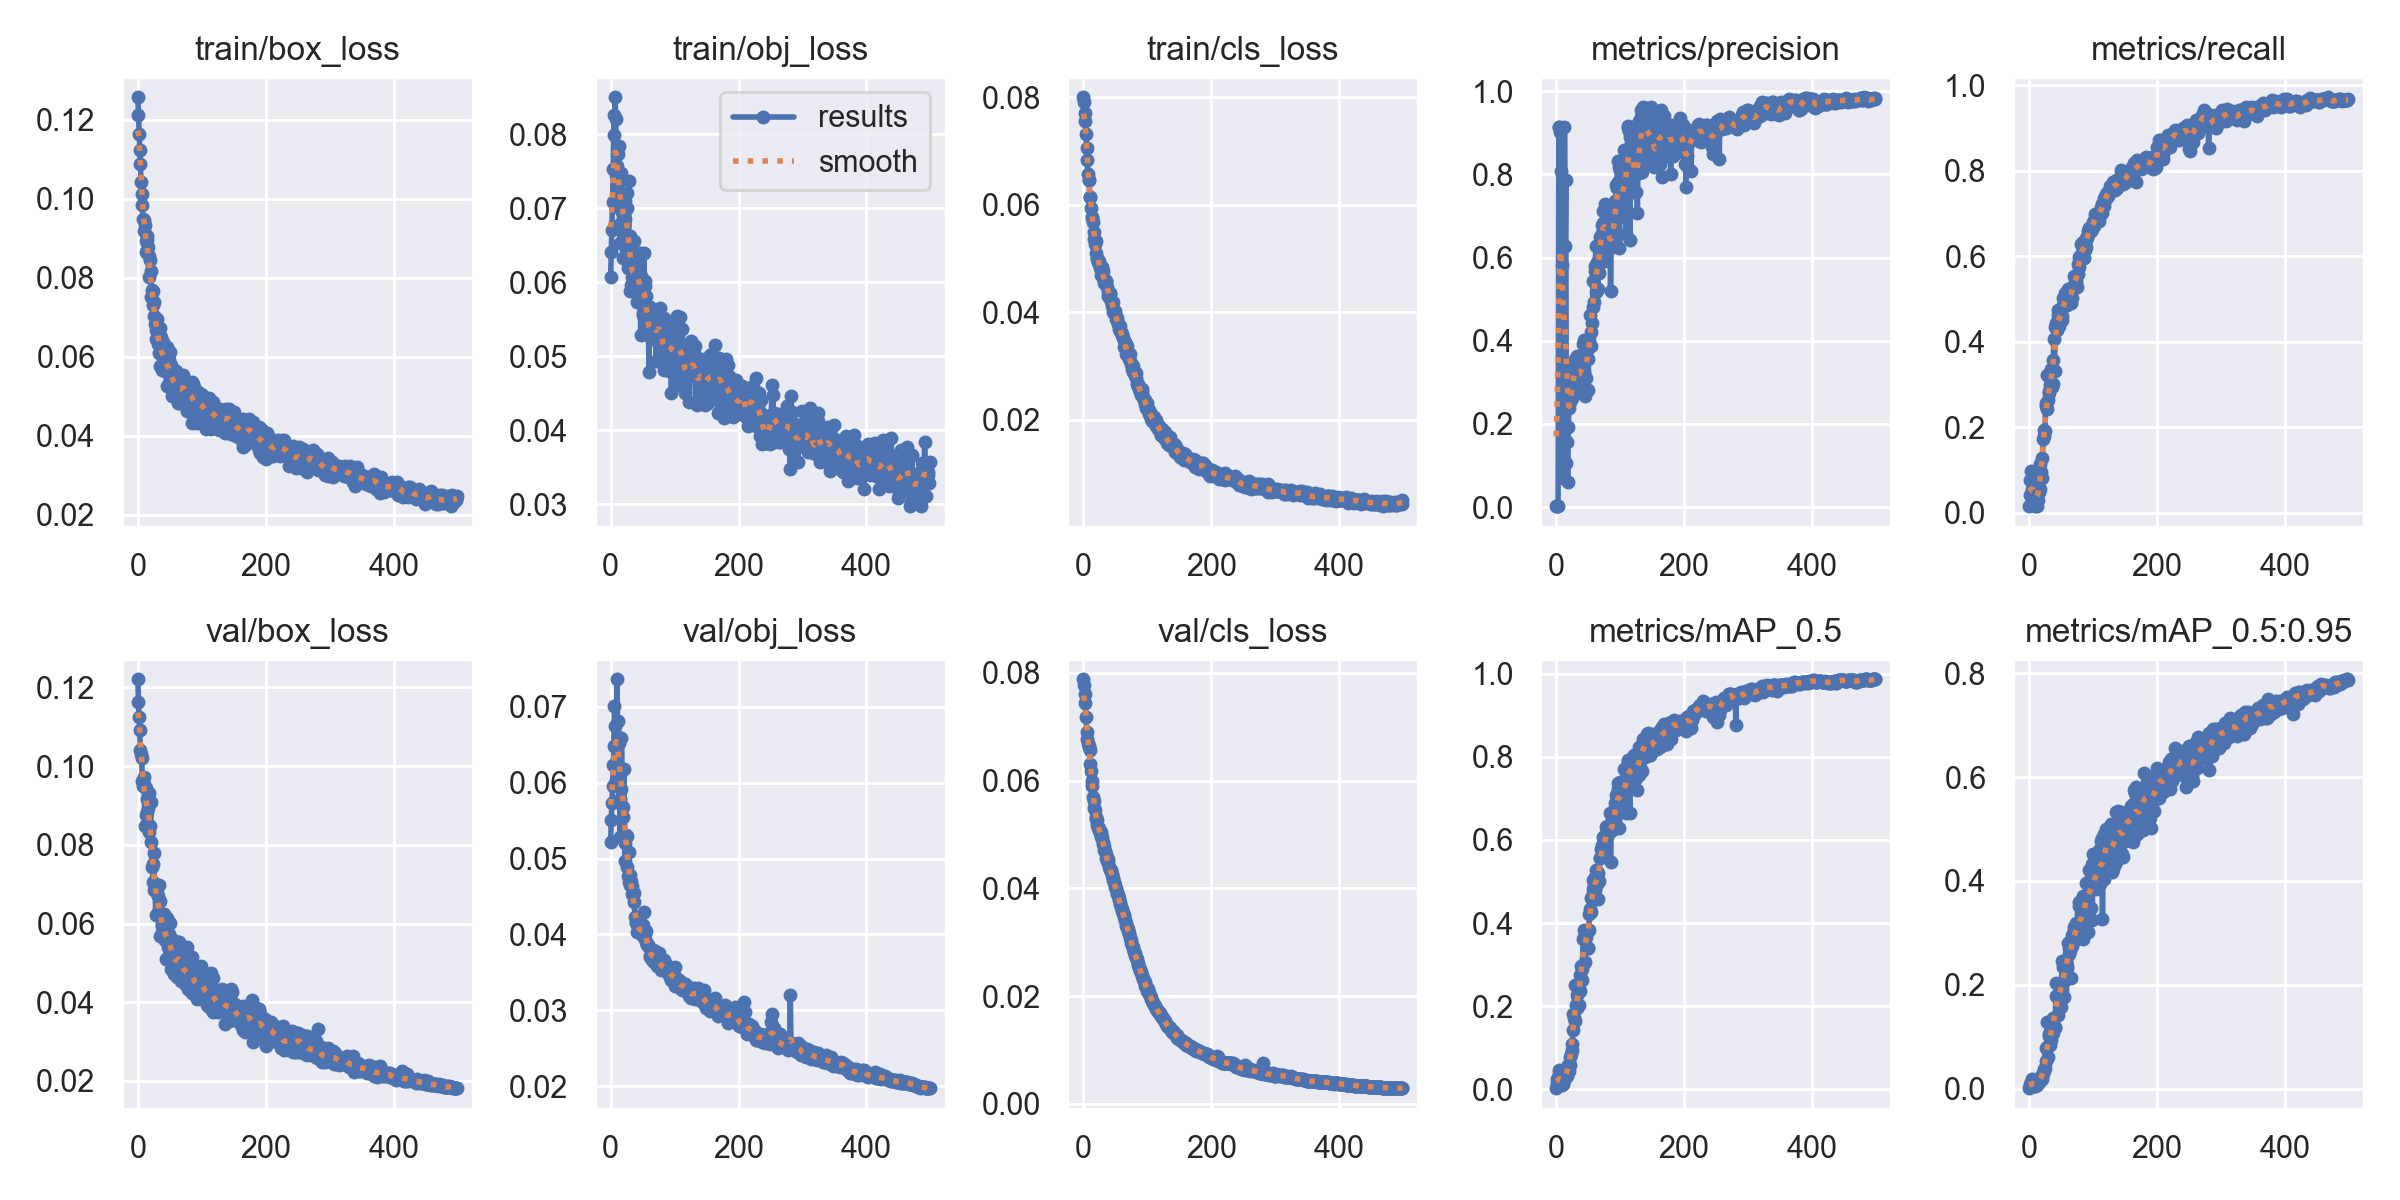 train/box_loss
0.12
0.10
0.08
0.06
0.04
0.02
0 200 400
train/obj_loss
results
smooth
0.08
0.07
0.06
0.05
0.04
0.03
0 200 400
train/cls_loss
0.08
0.06
0.04
0.02
0 200 400
metrics/precision
1.0
0.8
0.6
0.4
0.2
0.0
0 200 400
metrics/recall
1.0
0.8
0.6
0.4
0.2
0.0
0 200 400
val/box_loss
0.12
0.10
0.08
0.06
0.04
0.02
0 200 400
val/obj_loss
0.07
0.06
0.05
0.04
0.03
0.02
0 200 400
val/cls_loss
0.08
0.06
0.04
0.02
0.00
0 200 400
metrics/mAP_0.5
1.0
0.8
0.6
0.4
0.2
0.0
0 200 400
metrics/mAP_0.5:0.95
0.8
0.6
0.4
0.2
0.0
0 200 400